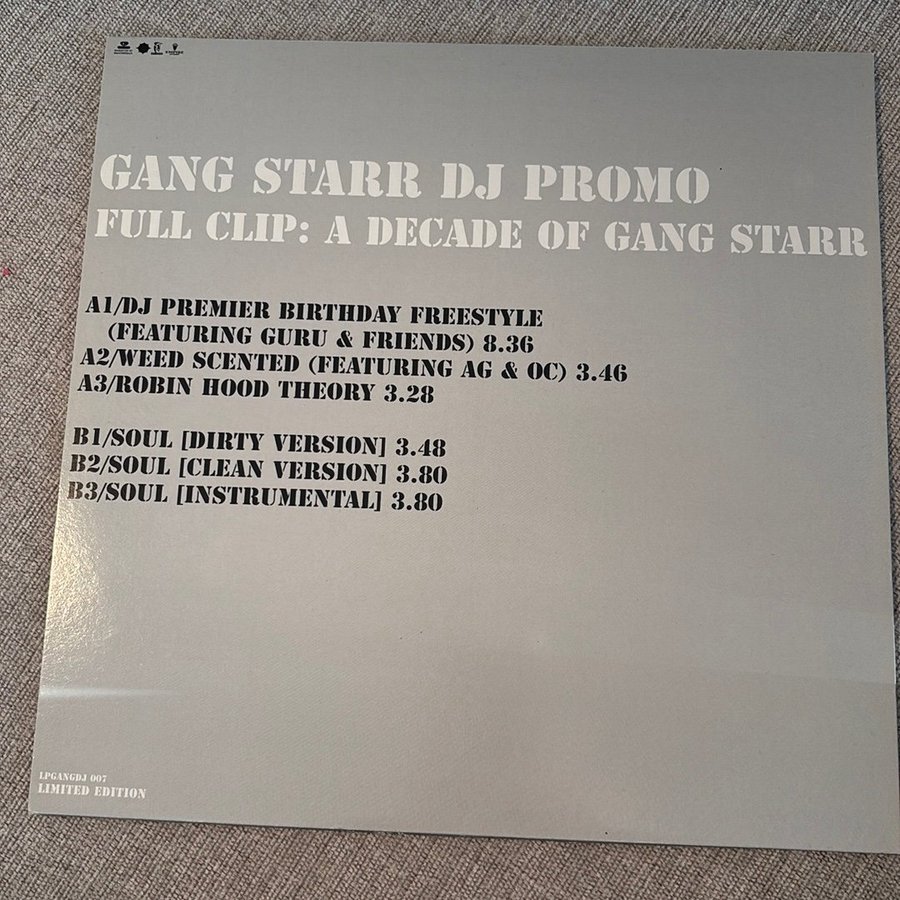 GANG STARR DJ PROMO
FULL CLIP: A DECADE OF GANG STARR
A1/DJ PREMIER BIRTHDAY FREESTYLE
(FEATURING GURU & FRIENDS) 8.36
A2/WEED SCENTED (FEATURING AG & OC) 3.46
A3/ROBIN HOOD THEORY 3.28
B1/SOUL [DIRTY VERSION] 3.48
B2/SOUL [CLEAN VERSION] 3.80
B3/SOUL [INSTRUMENTAL] 3.80
LPGANGDJ 007
LIMITED EDITION